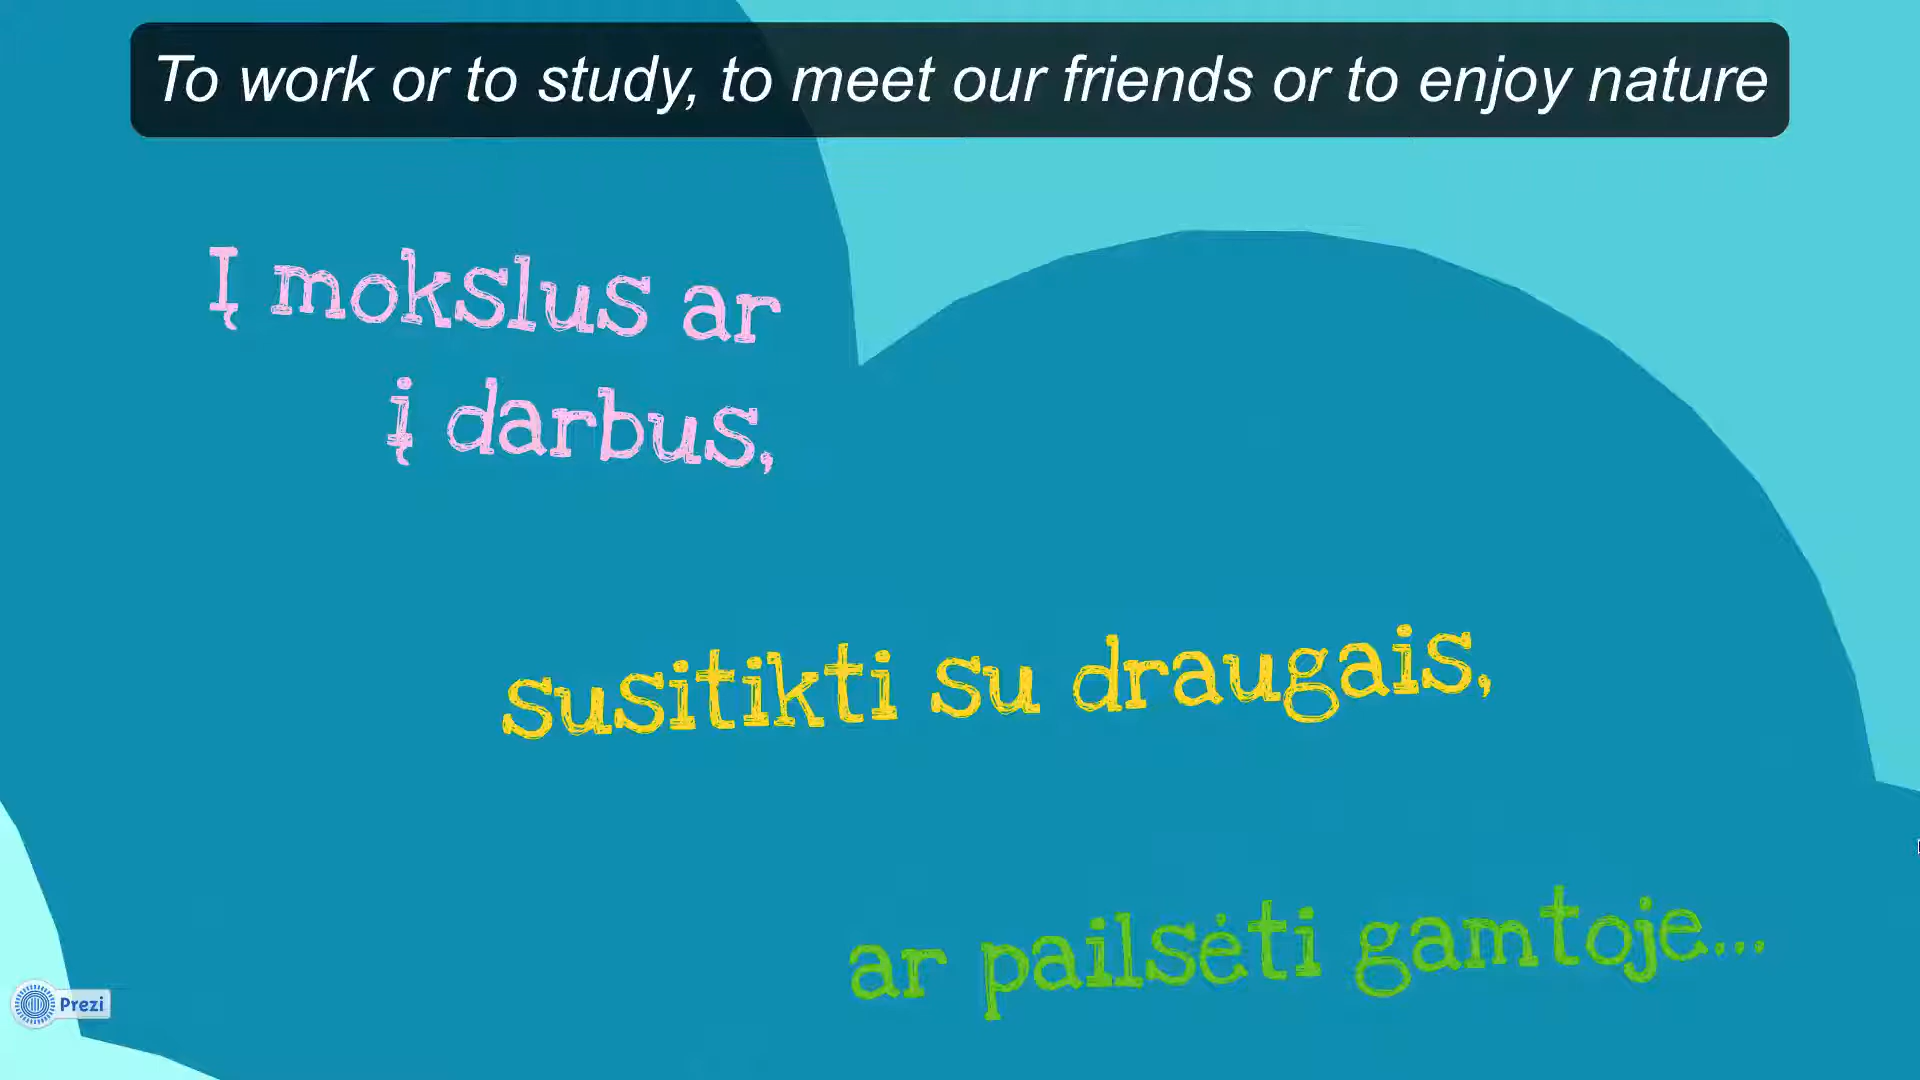 To work or to study, to meet our friends or to enjoy nature
Į mokslus ar
į darbus,
susitikti su draugais,
ar pailsėti gamtoje...
Prezi